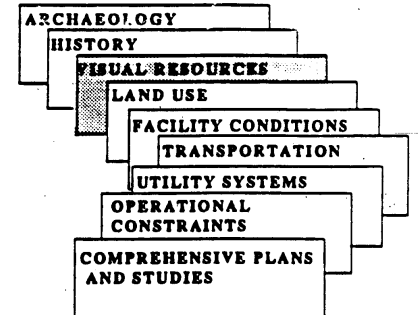 ARCHAEOLOGY
HISTORY
VISUAL RESOURCES
LAND USE
FACILITY CONDITIONS
TRANSPORTATION
UTILITY SYSTEMS
OPERATIONAL
CONSTRAINTS
COMPREHENSIVE PLANS
AND STUDIES